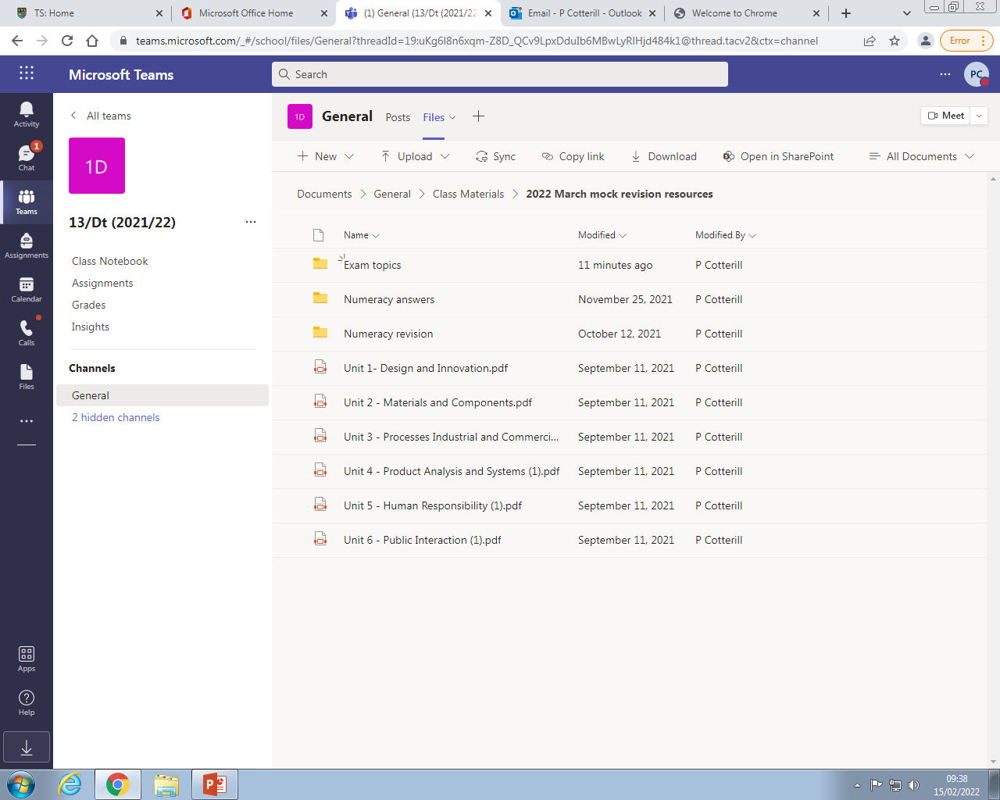 TS: Home
Microsoft Office Home
(1) General (13/Dt (2021/22
Email - P Cotterill - Outlook
Welcome to Chrome
teams.microsoft.com/_#/school/files/General?threadId=19:uKg6l8n6xqm-Z8D_QCv9LpxDduIb6MBwLyRlHjd484k1@thread.tacv2&ctx=channel
Error
Microsoft Teams
Search
PC
Activity
Chat
1
Teams
Assignments
Calendar
Calls
Files
Apps
Help
All teams
1D
13/Dt (2021/22)
Class Notebook
Assignments
Grades
Insights
Channels
General
2 hidden channels
1D
General
Posts
Files
Meet
New
Upload
Sync
Copy link
Download
Open in SharePoint
All Documents
Documents > General > Class Materials > 2022 March mock revision resources
Name Modified Modified By
Exam topics 11 minutes ago P Cotterill
Numeracy answers November 25, 2021 P Cotterill
Numeracy revision October 12, 2021 P Cotterill
Unit 1- Design and Innovation.pdf September 11, 2021 P Cotterill
Unit 2 - Materials and Components.pdf September 11, 2021 P Cotterill
Unit 3 - Processes Industrial and Commerci... September 11, 2021 P Cotterill
Unit 4 - Product Analysis and Systems (1).pdf September 11, 2021 P Cotterill
Unit 5 - Human Responsibility (1).pdf September 11, 2021 P Cotterill
Unit 6 - Public Interaction (1).pdf September 11, 2021 P Cotterill
09:38
15/02/2022